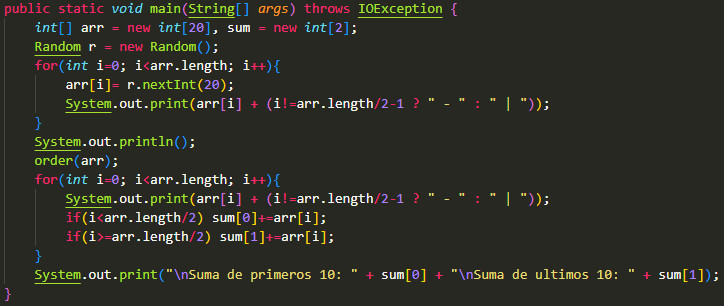 public static void main(String[] args) throws IOException {
int[] arr = new int[20], sum = new int[2];
Random r = new Random();
for(int i=0; i<arr.length; i++){
arr[i]= r.nextInt(20);
System.out.print(arr[i] + (i!=arr.length/2-1 ? " - " : " | "));
}
System.out.println();
order(arr);
for(int i=0; i<arr.length; i++){
System.out.print(arr[i] + (i!=arr.length/2-1 ? " - " : " | "));
if(i<arr.length/2) sum[0]+=arr[i];
if(i>=arr.length/2) sum[1]+=arr[i];
}
System.out.print("\nSuma de primeros 10: " + sum[0] + "\nSuma de ultimos 10: " + sum[1]);
}